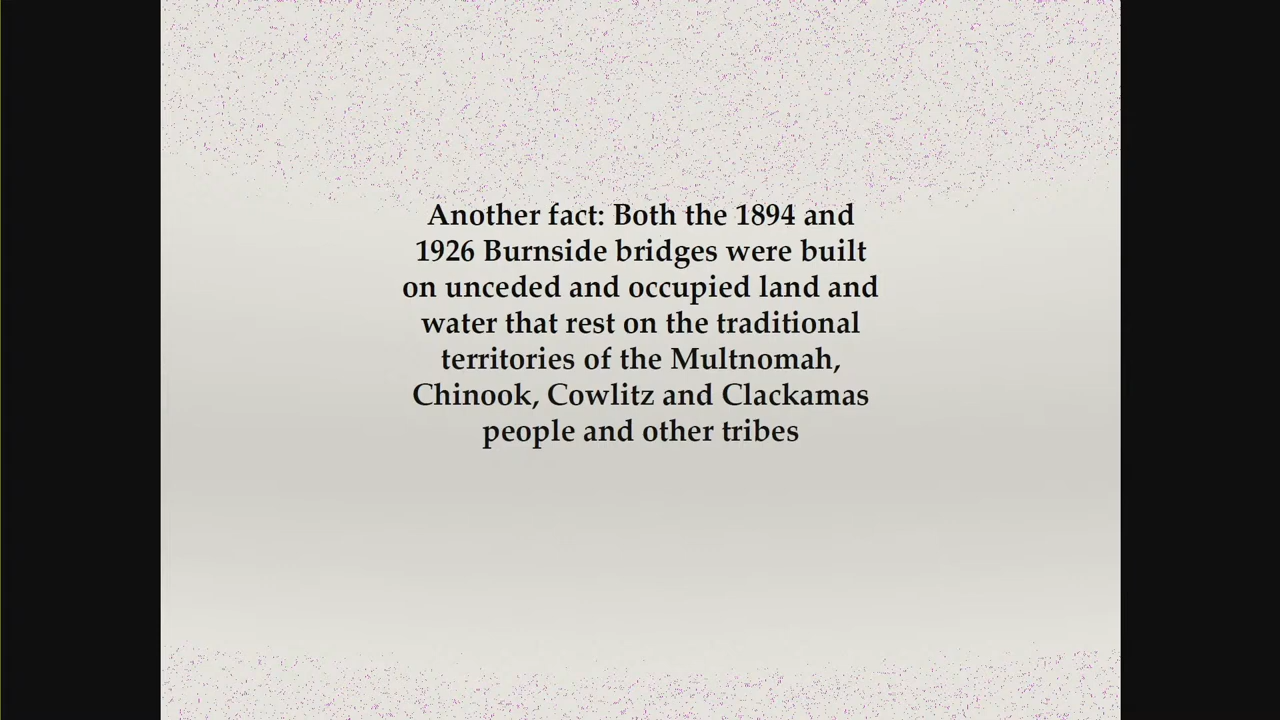 Another fact: Both the 1894 and
1926 Burnside bridges were built
on unceded and occupied land and
water that rest on the traditional
territories of the Multnomah,
Chinook, Cowlitz and Clackamas
people and other tribes